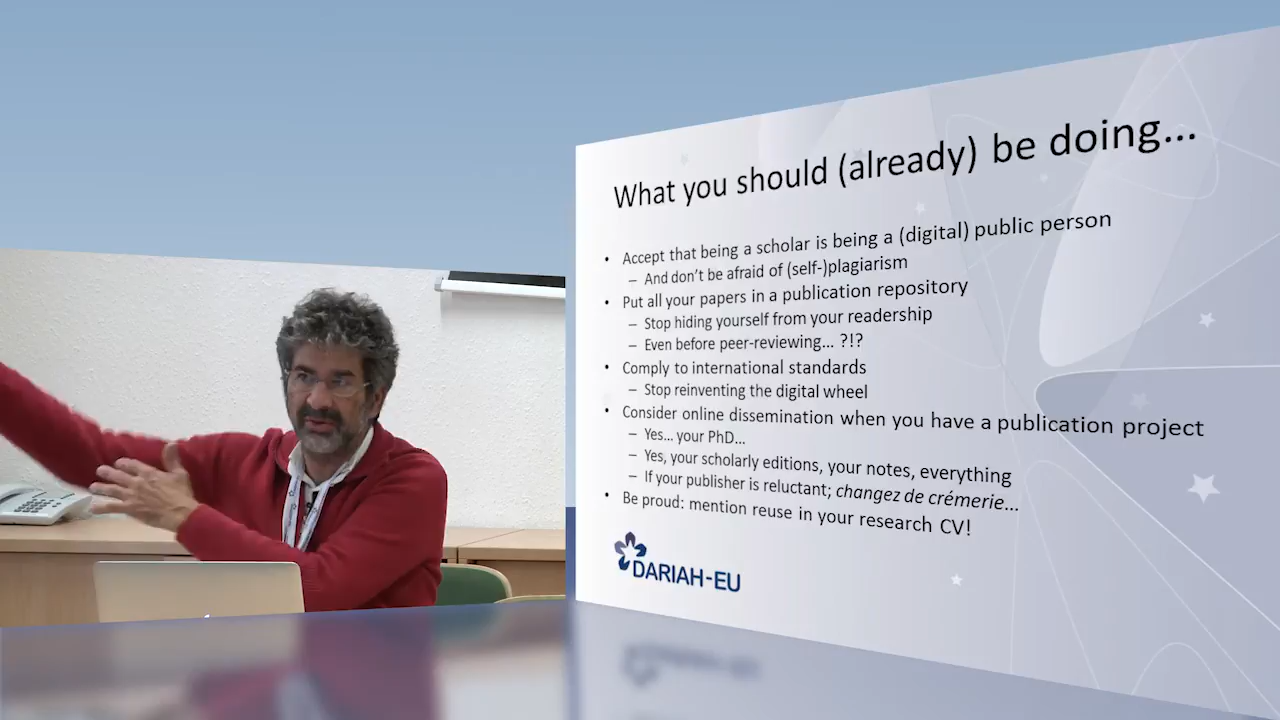 What you should (already) be doing...
• Accept that being a scholar is being a (digital) public person
– And don't be afraid of (self-)plagiarism
• Put all your papers in a publication repository
– Stop hiding yourself from your readership
– Even before peer-reviewing... ?!?
• Comply to international standards
– Stop reinventing the digital wheel
• Consider online dissemination when you have a publication project
– Yes... your PhD...
– Yes, your scholarly editions, your notes, everything
– If your publisher is reluctant; changez de crémerie...
• Be proud: mention reuse in your research CV!
DARIAH-EU